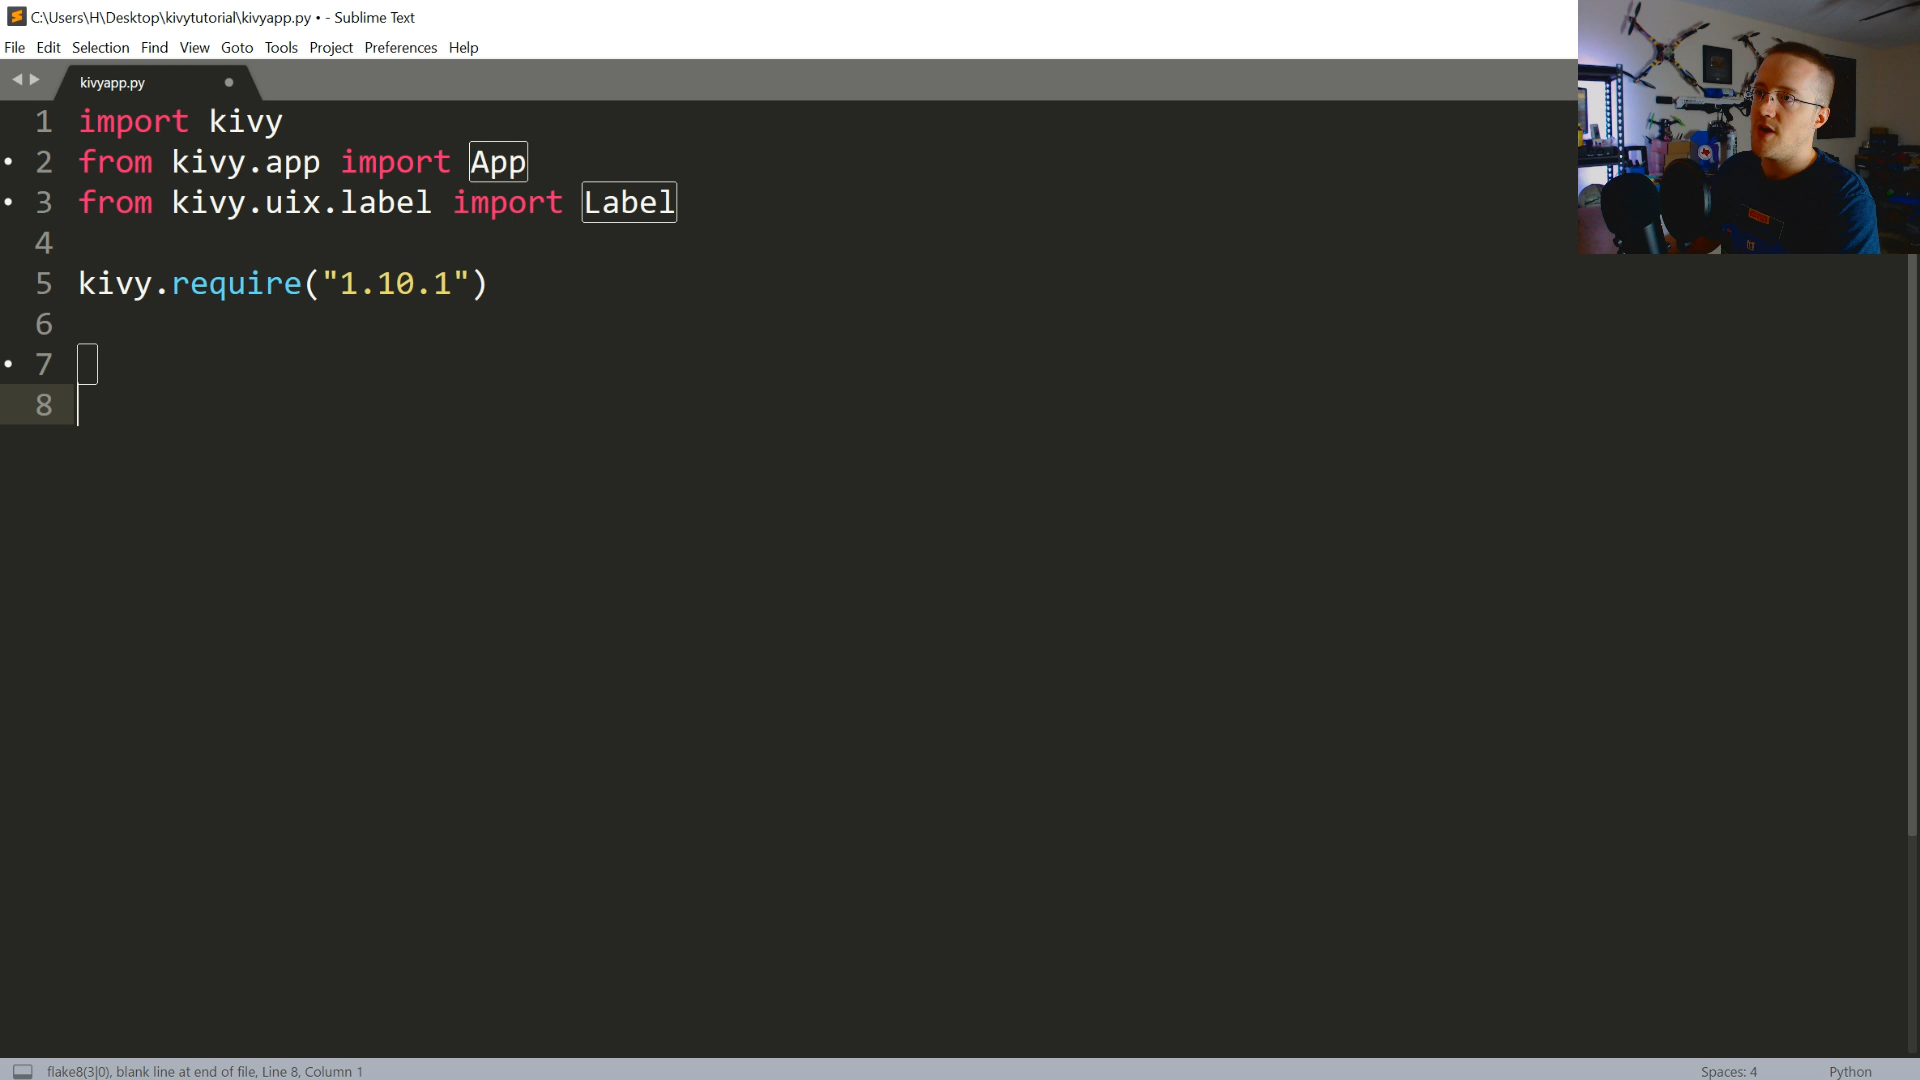 C:\Users\H\Desktop\kivytutorial\kivyapp.py • - Sublime Text
File Edit Selection Find View Goto Tools Project Preferences Help
kivyapp.py
1 import kivy
2 from kivy.app import App
3 from kivy.uix.label import Label
4
5 kivy.require("1.10.1")
6
7
8
flake8(3|0), blank line at end of file, Line 8, Column 1
Spaces: 4
Python